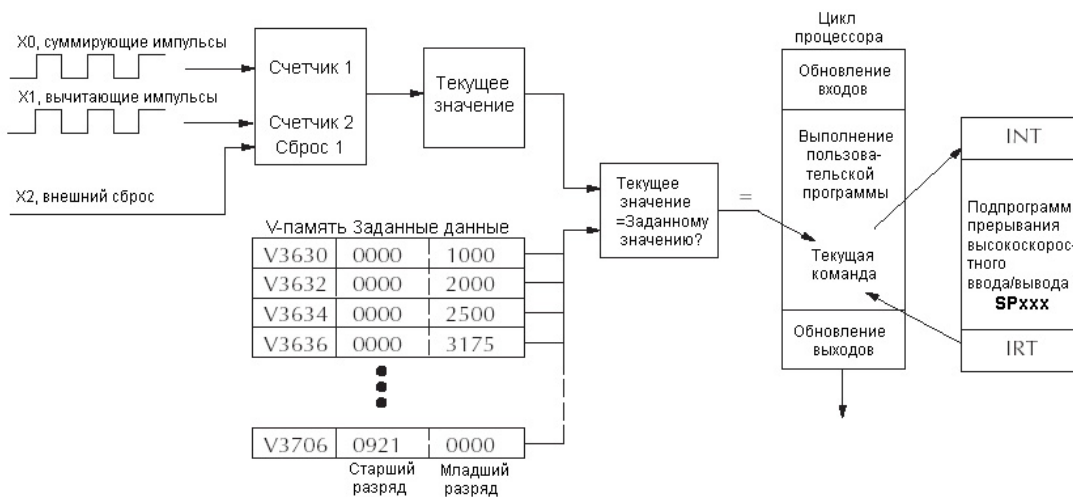 X0, суммирующие импульсы
X1, вычитающие импульсы
X2, внешний сброс
Счетчик 1
Счетчик 2
Сброс 1
Текущее
значение
V-память Заданные данные
V3630 0000 1000
V3632 0000 2000
V3634 0000 2500
V3636 0000 3175
V3706 0921 0000
Старший
разряд
Младший
разряд
Текущее
значение
=Заданному
значению?
=
Цикл
процессора
Обновление
входов
Выполнение
пользова-
тельской
программы
Текущая
команда
Обновление
выходов
INT
Подпрограмм
прерывания
высокоскорос-
тного
ввода/вывода
SPxxx
IRT